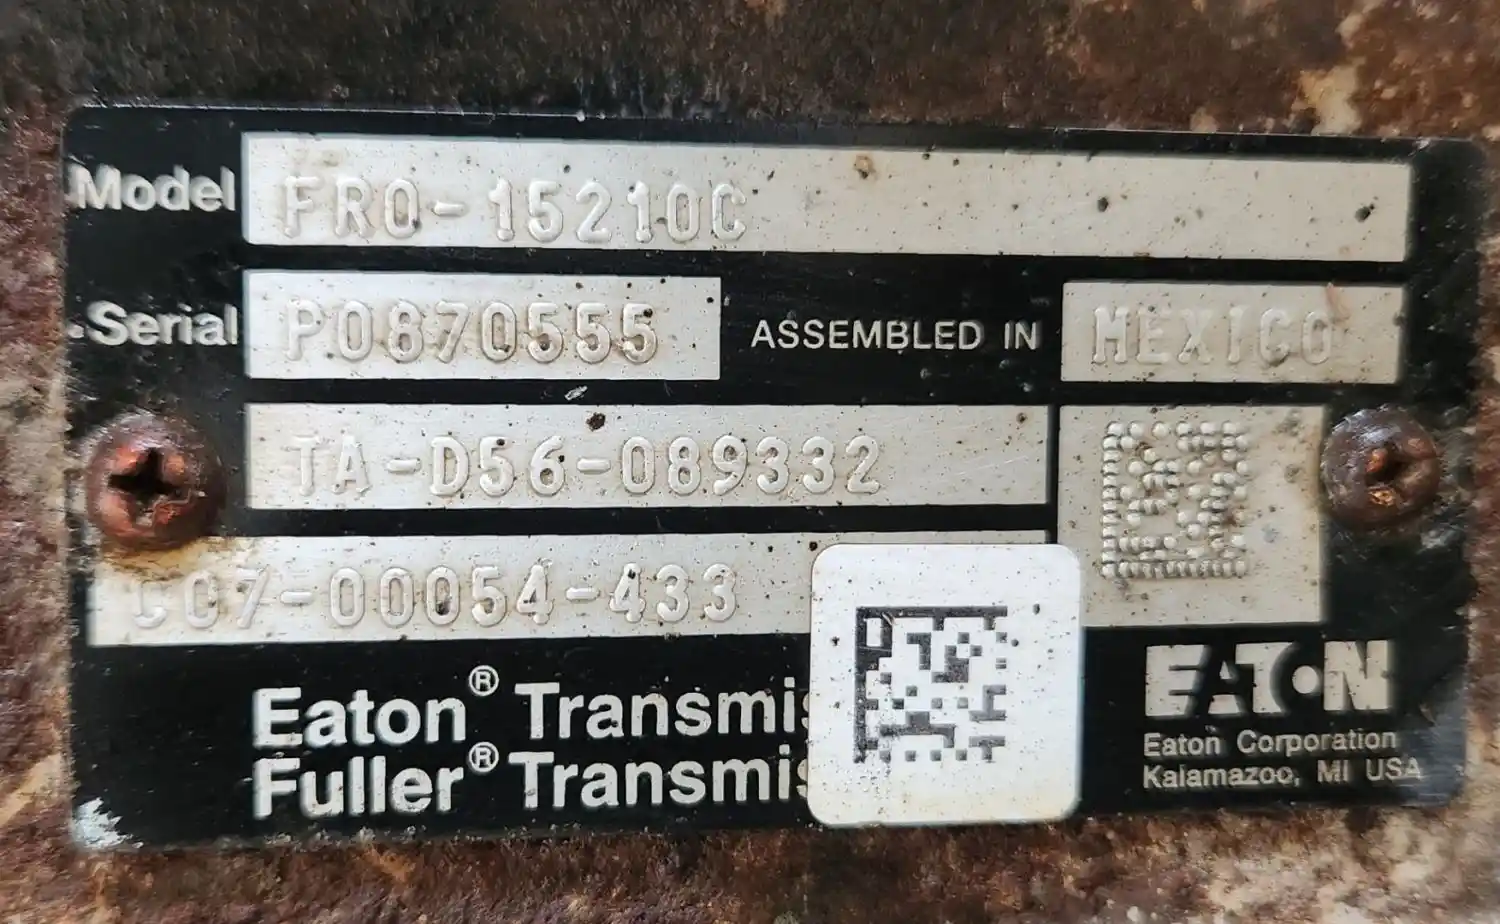 Model FRO-15210C
Serial P0870555 ASSEMBLED IN MEXICO
TA-D56-089332
C07-00054-433
Eaton® Transmis
Fuller® Transmis
EATON
Eaton Corporation
Kalamazoo, MI USA